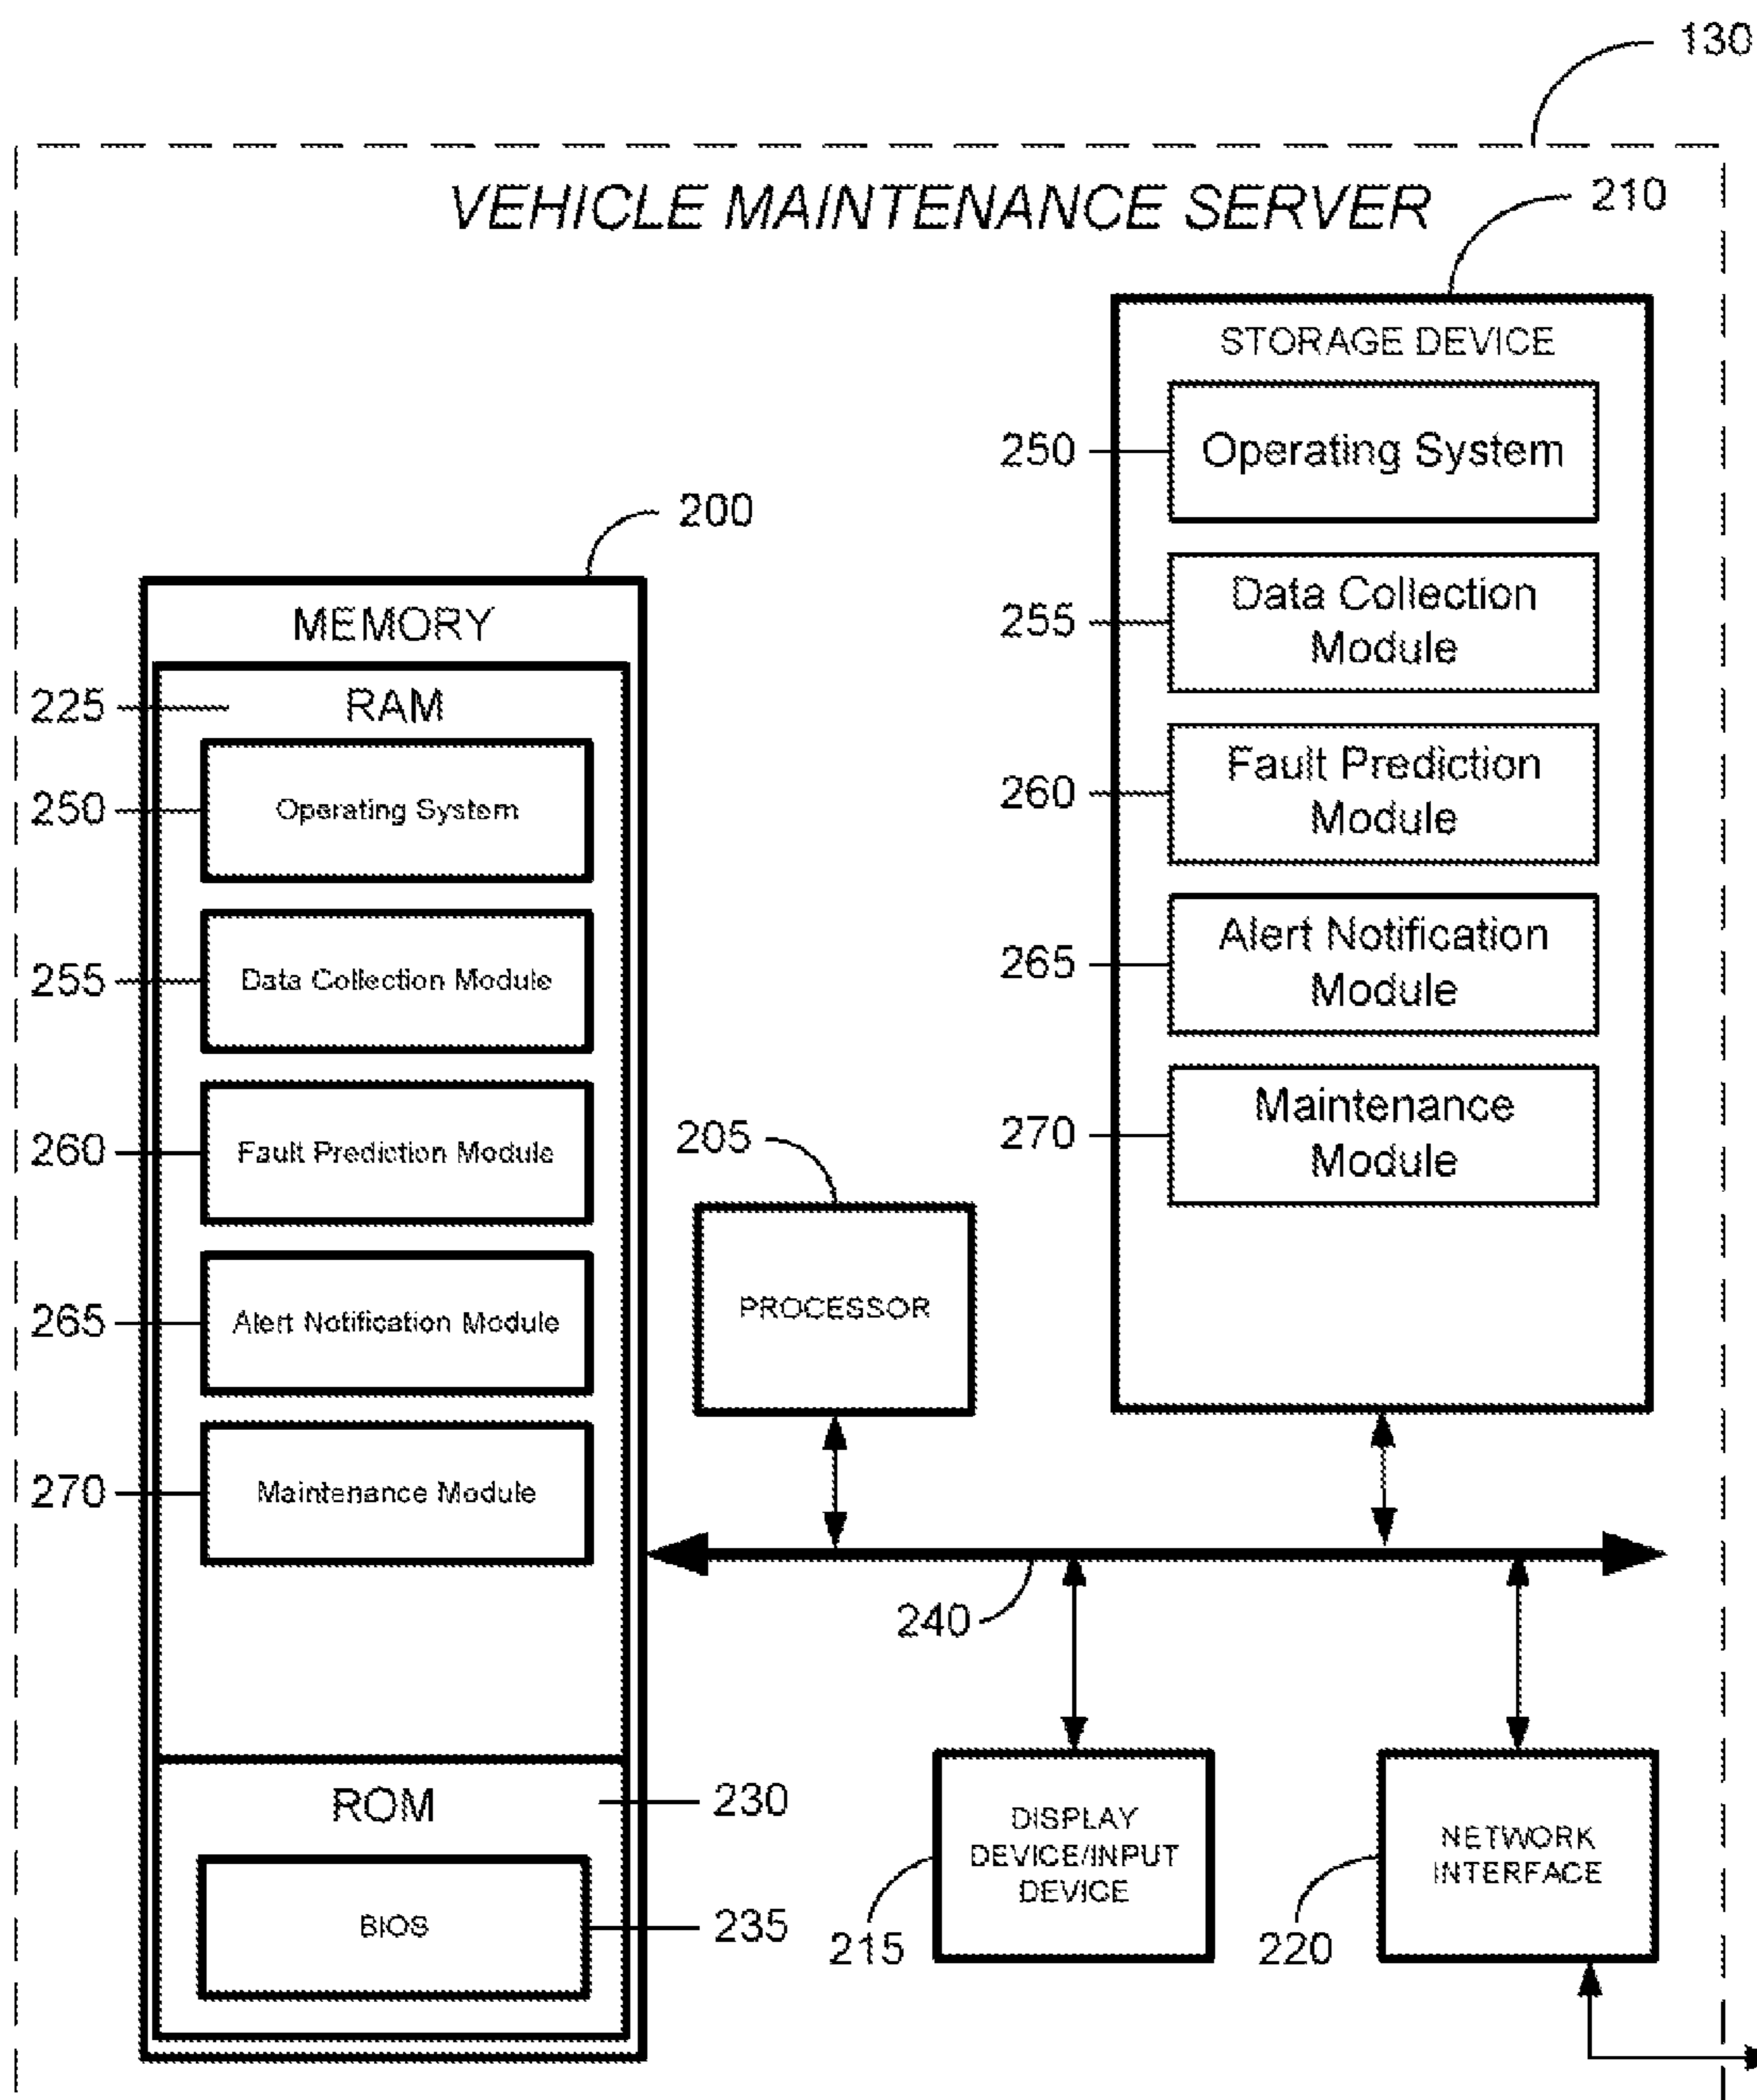 130
VEHICLE MAINTENANCE SERVER
210
STORAGE DEVICE
250
Operating System
255
Data Collection
Module
260
Fault Prediction
Module
265
Alert Notification
Module
270
Maintenance
Module
200
MEMORY
225
RAM
250
Operating System
255
Data Collection Module
260
Fault Prediction Module
265
Alert Notification Module
270
Maintenance Module
ROM
230
BIOS
235
205
PROCESSOR
240
DISPLAY
DEVICE/INPUT
DEVICE
215
NETWORK
INTERFACE
220